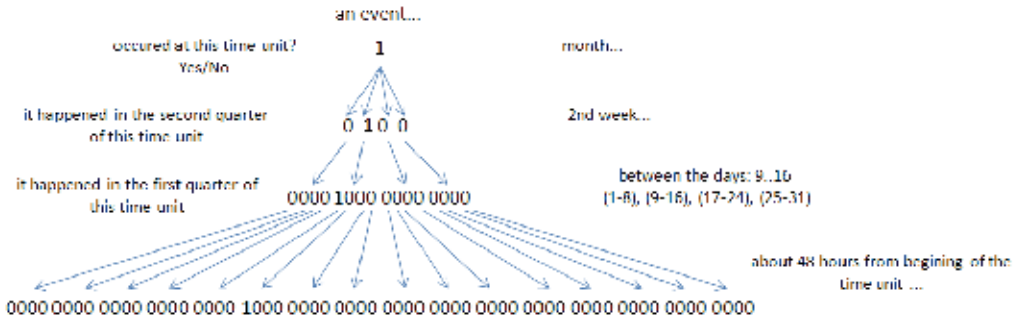 an event...
occured at this time unit?
Yes/No
1
month...
it happened in the second quarter
of this time unit
0 1 0 0
2nd week...
it happened in the first quarter of
this time unit
0000 1000 0000 0000
between the days: 9..16
(1-8), (9-16), (17-24), (25-31)
about 48 hours from begining of the
time unit ...
0000 0000 0000 0000 0000 1000 0000 0000 0000 0000 0000 0000 0000 0000 0000 0000